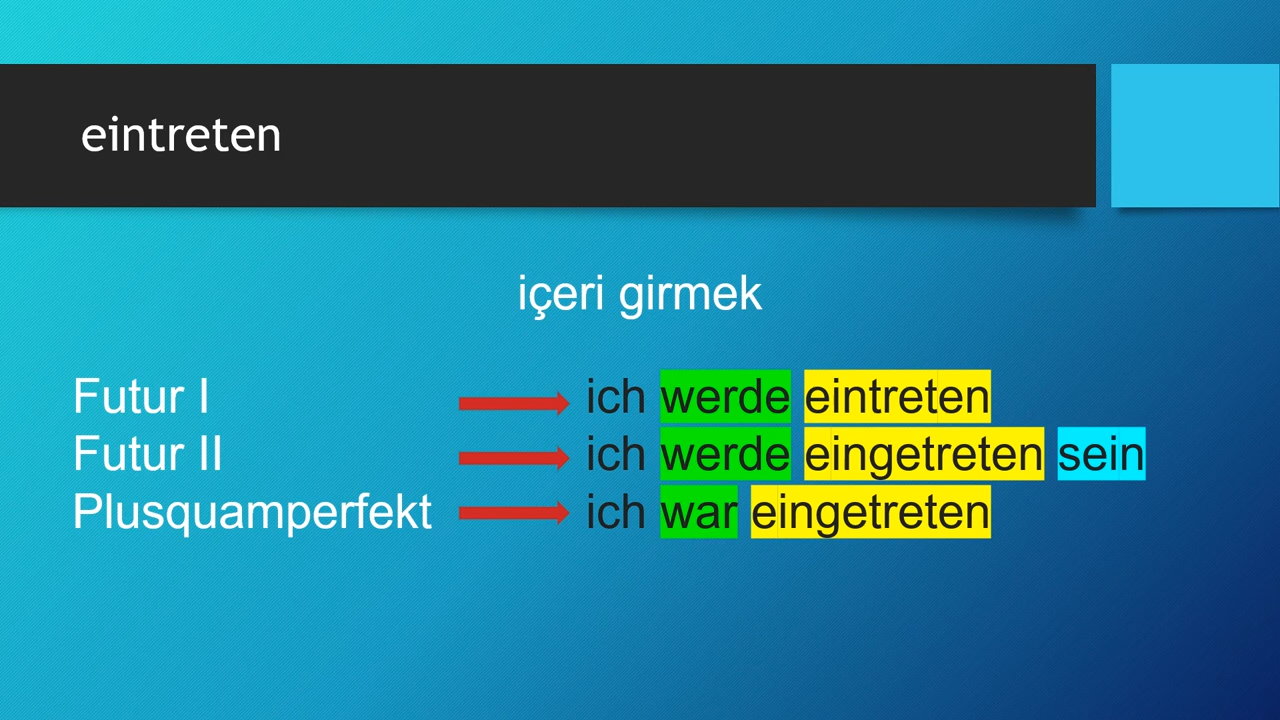 eintreten
içeri girmek
Futur I ich werde eintreten
Futur II ich werde eingetreten sein
Plusquamperfekt ich war eingetreten